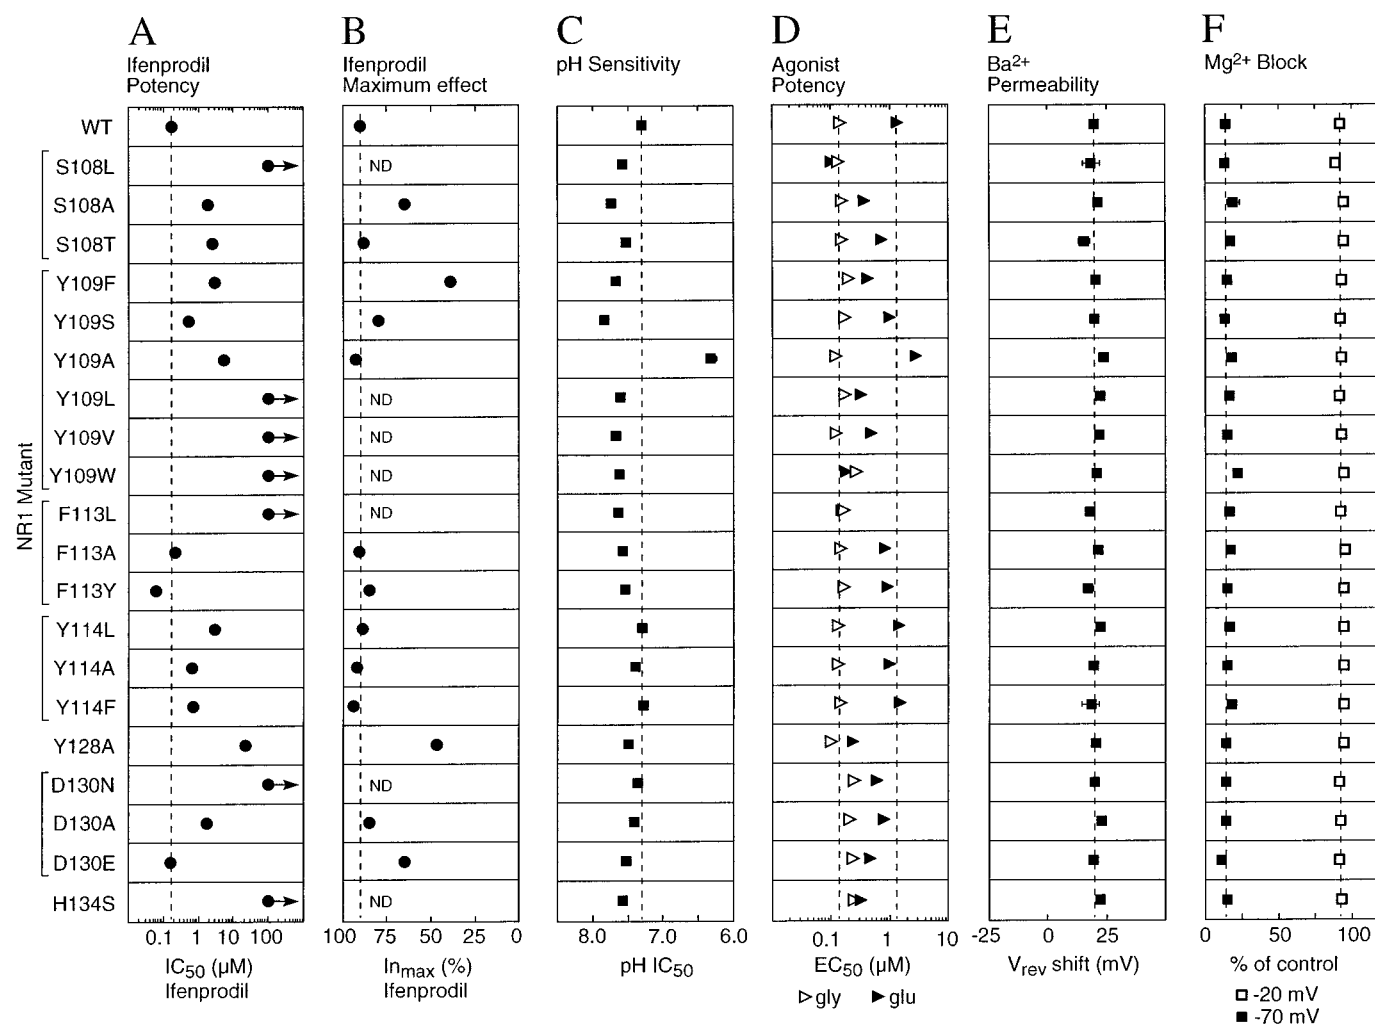 A B C D E F
Ifenprodil Potency
Ifenprodil Maximum effect
pH Sensitivity
Agonist Potency
Ba2+ Permeability
Mg2+ Block
NR1 Mutant
WT
S108L ND
S108A
S108T
Y109F
Y109S
Y109A
Y109L ND
Y109V ND
Y109W ND
F113L ND
F113A
F113Y
Y114L
Y114A
Y114F
Y128A
D130N ND
D130A
D130E
H134S ND
0.1 1 10 100
IC50 (µM)
Ifenprodil
100 75 50 25 0
Inmax (%)
Ifenprodil
8.0 7.0 6.0
pH IC50
0.1 1 10
EC50 (µM)
gly glu
-25 0 25
Vrev shift (mV)
0 50 100
% of control
-20 mV
-70 mV